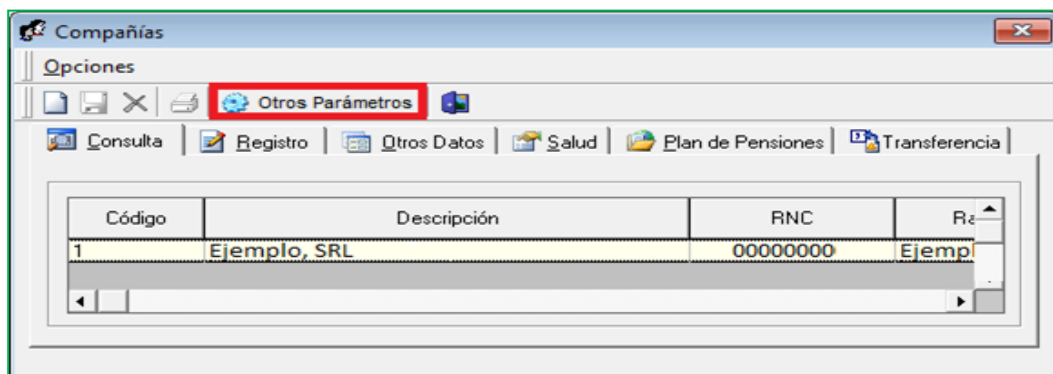 Compañías
Opciones
Otros Parámetros
Consulta Registro Otros Datos Salud Plan de Pensiones Transferencia
Código Descripción RNC
1 Ejemplo, SRL 00000000 Ejempl